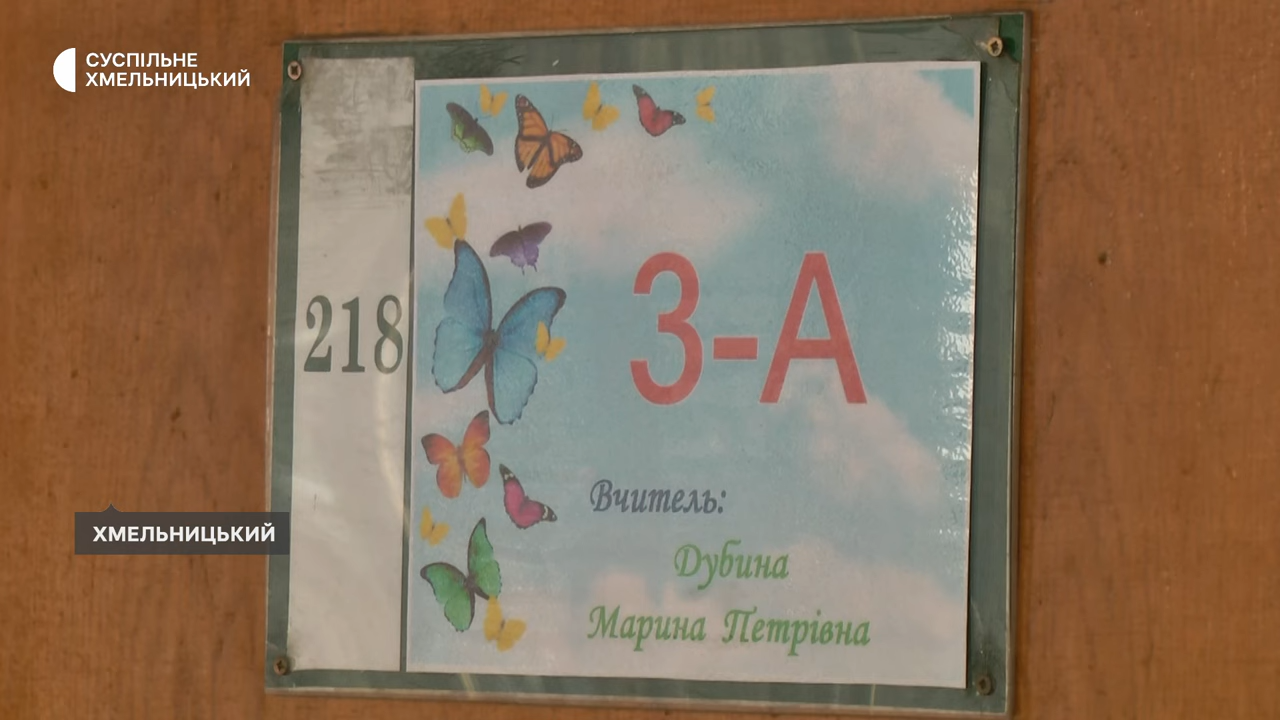 СУСПІЛЬНЕ
ХМЕЛЬНИЦЬКИЙ
218
3-А
Вчитель:
Дубина
Марина Петрівна
ХМЕЛЬНИЦЬКИЙ